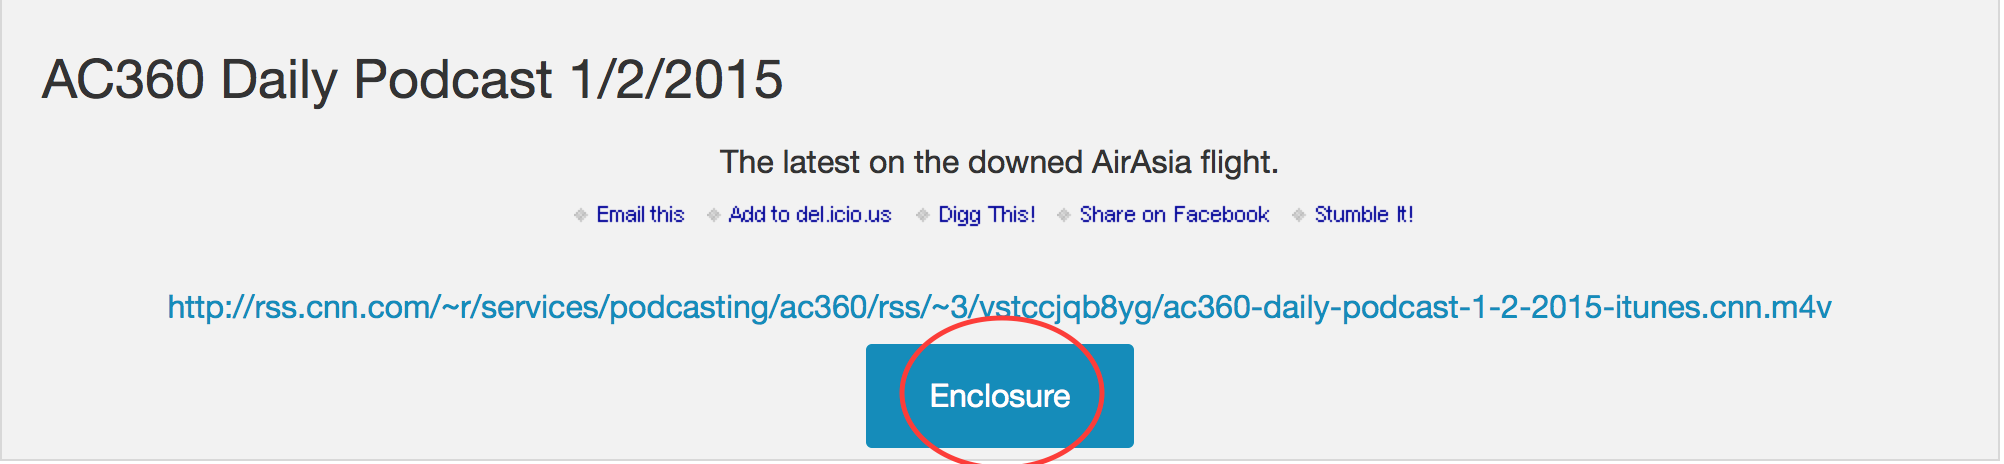 AC360 Daily Podcast 1/2/2015
The latest on the downed AirAsia flight.
Email this Add to del.icio.us Digg This! Share on Facebook Stumble It!
http://rss.cnn.com/~r/services/podcasting/ac360/rss/~3/vstccjqb8yg/ac360-daily-podcast-1-2-2015-itunes.cnn.m4v
Enclosure